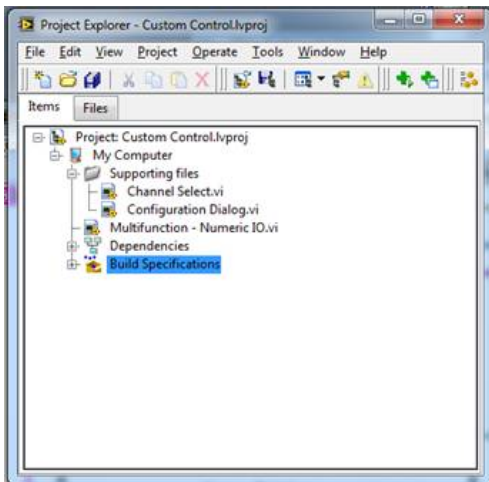 Project Explorer - Custom Control.lvproj
File Edit View Project Operate Tools Window Help
Items Files
Project: Custom Control.lvproj
My Computer
Supporting files
Channel Select.vi
Configuration Dialog.vi
Multifunction - Numeric IO.vi
Dependencies
Build Specifications